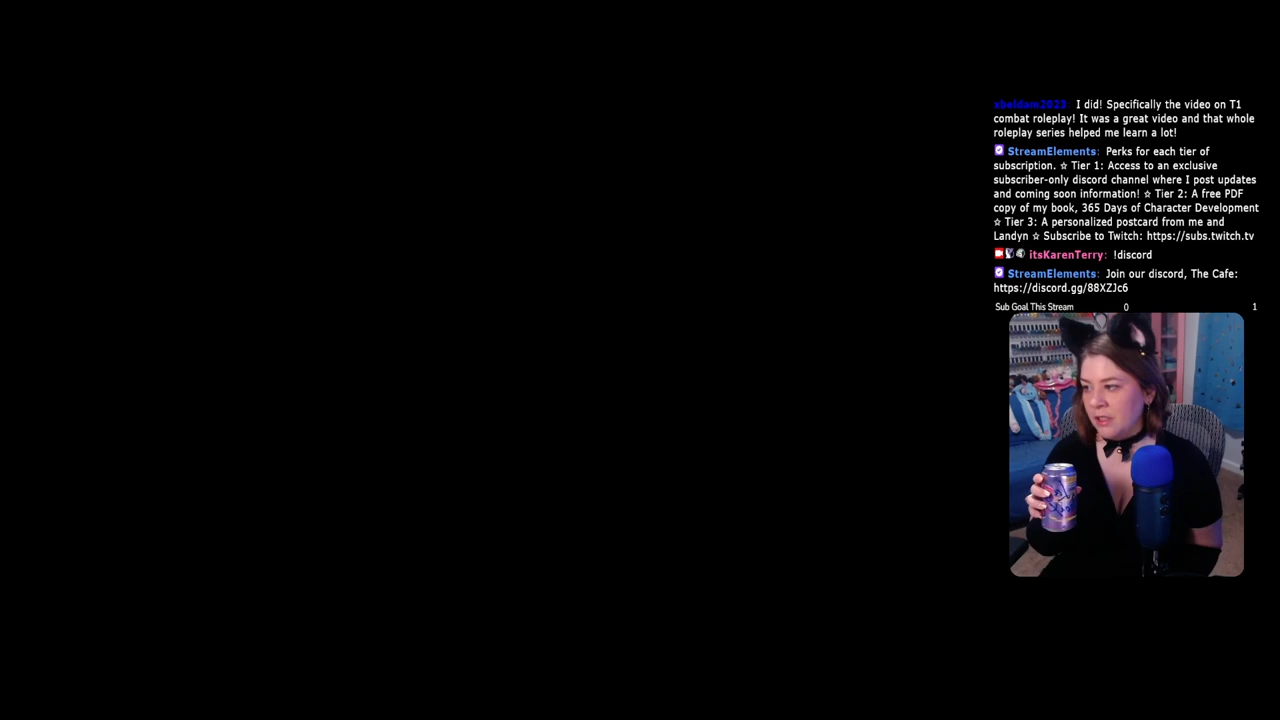 xheldam2023: I did! Specifically the video on T1
combat roleplay! It was a great video and that whole
roleplay series helped me learn a lot!
StreamElements: Perks for each tier of
subscription. ☆ Tier 1: Access to an exclusive
subscriber-only discord channel where I post updates
and coming soon information! ☆ Tier 2: A free PDF
copy of my book, 365 Days of Character Development
☆ Tier 3: A personalized postcard from me and
Landyn ☆ Subscribe to Twitch: https://subs.twitch.tv
itsKarenTerry: !discord
StreamElements: Join our discord, The Cafe:
https://discord.gg/88XZJc6
Sub Goal This Stream 0 1
La Croix